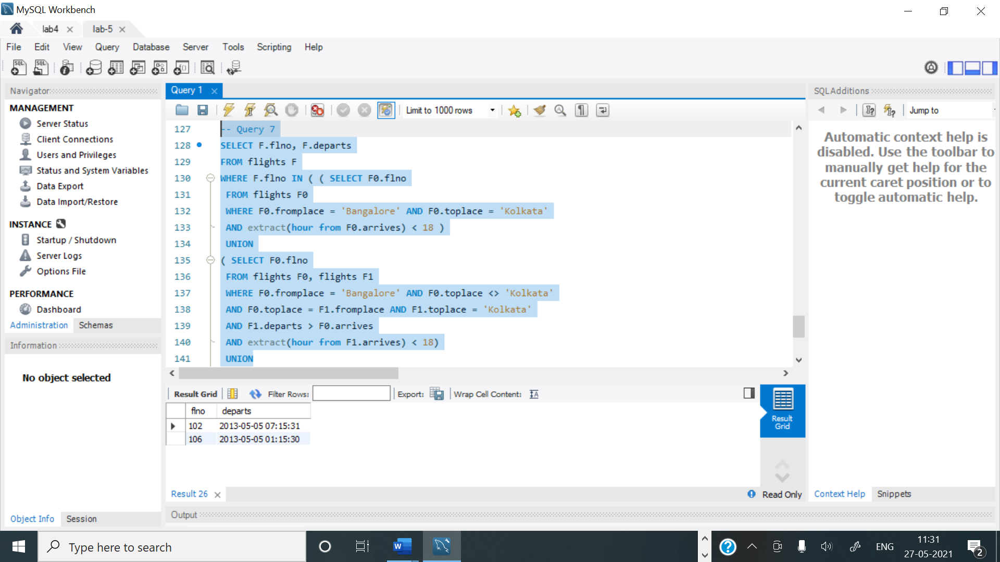 MySQL Workbench
lab4
lab-5
File Edit View Query Database Server Tools Scripting Help
Navigator
MANAGEMENT
Server Status
Client Connections
Users and Privileges
Status and System Variables
Data Export
Data Import/Restore
INSTANCE
Startup / Shutdown
Server Logs
Options File
PERFORMANCE
Dashboard
Administration Schemas
Information
No object selected
Object Info Session
Query 1
Limit to 1000 rows
127 -- Query 7
128 SELECT F.flno, F.departs
129 FROM flights F
130 WHERE F.flno IN ( ( SELECT F0.flno
131 FROM flights F0
132 WHERE F0.fromplace = 'Bangalore' AND F0.toplace = 'Kolkata'
133 AND extract(hour from F0.arrives) < 18 )
134 UNION
135 ( SELECT F0.flno
136 FROM flights F0, flights F1
137 WHERE F0.fromplace = 'Bangalore' AND F0.toplace <> 'Kolkata'
138 AND F0.toplace = F1.fromplace AND F1.toplace = 'Kolkata'
139 AND F1.departs > F0.arrives
140 AND extract(hour from F1.arrives) < 18)
141 UNION
Result Grid Filter Rows: Export: Wrap Cell Content:
flno departs
102 2013-05-05 07:15:31
106 2013-05-05 01:15:30
Result
Grid
Result 26
Read Only
Output
SQLAdditions
Jump to
Automatic context help is
disabled. Use the toolbar to
manually get help for the
current caret position or to
toggle automatic help.
Context Help Snippets
Type here to search
ENG
11:31
27-05-2021
2